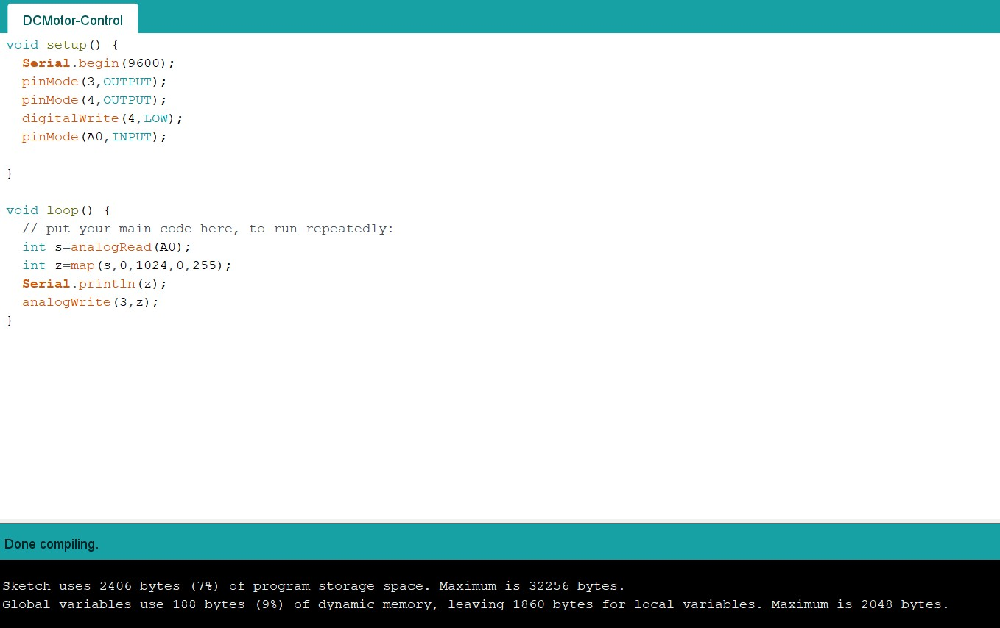 DCMotor-Control
void setup() {
  Serial.begin(9600);
  pinMode(3,OUTPUT);
  pinMode(4,OUTPUT);
  digitalWrite(4,LOW);
  pinMode(A0,INPUT);
}
void loop() {
  // put your main code here, to run repeatedly:
  int s=analogRead(A0);
  int z=map(s,0,1024,0,255);
  Serial.println(z);
  analogWrite(3,z);
}
Done compiling.
Sketch uses 2406 bytes (7%) of program storage space. Maximum is 32256 bytes.
Global variables use 188 bytes (9%) of dynamic memory, leaving 1860 bytes for local variables. Maximum is 2048 bytes.